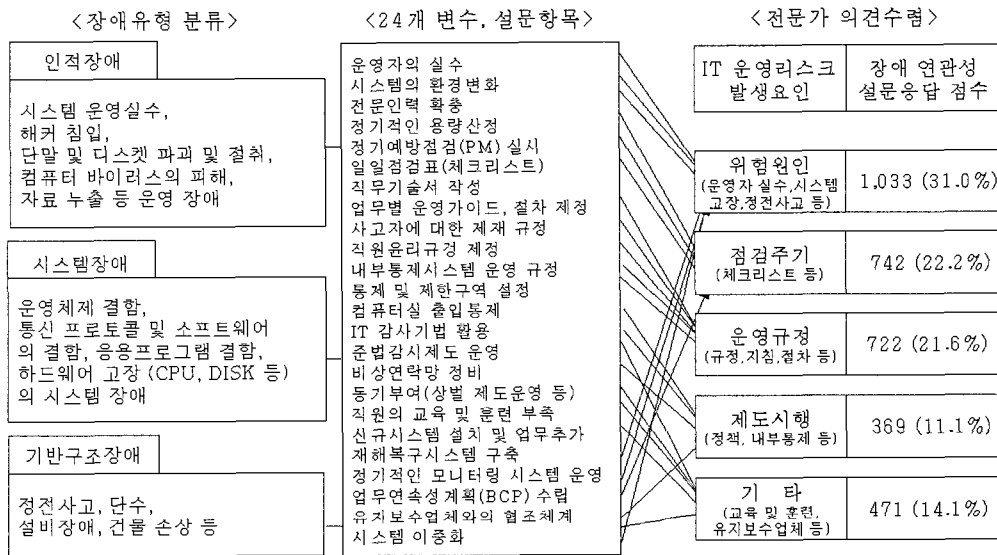 <장애유형 분류>
인적장애
시스템 운영실수,
해커 침입,
단말 및 디스켓 파괴 및 절취,
컴퓨터 바이러스의 피해,
자료 누출 등 운영 장애
시스템장애
운영체제 결함,
통신 프로토콜 및 소프트웨어
의 결함, 응용프로그램 결함,
하드웨어 고장 (CPU, DISK 등)
의 시스템 장애
기반구조장애
정전사고, 단수,
설비장애, 건물 손상 등
<24개 변수, 설문항목>
운영자의 실수
시스템의 환경변화
전문인력 확충
정기적인 용량산정
정기예방점검(PM) 실시
일일점검표(체크리스트)
직무기술서 작성
업무별 운영가이드, 절차 제정
사고자에 대한 제재 규정
직원윤리규정 제정
내부통제시스템 운영 규정
통제 및 제한구역 설정
컴퓨터실 출입통제
IT 감사기법 활용
준법감시제도 운영
비상연락망 정비
동기부여(상벌 제도운영 등)
직원의 교육 및 훈련 부족
신규시스템 설치 및 업무추가
재해복구시스템 구축
정기적인 모니터링 시스템 운영
업무연속성계획(BCP) 수립
유지보수업체와의 협조체계
시스템 이중화
<전문가 의견수렴>
IT 운영리스크 발생요인
장애 연관성 설문응답 점수
위험원인
(운영자 실수,시스템
고장,정전사고 등)
1,033 (31.0%)
점검주기
(체크리스트 등)
742 (22.2%)
운영규정
(규정,지침,절차 등)
722 (21.6%)
제도시행
(정책, 내부통제 등)
369 (11.1%)
기 타
(교육 및 훈련,
유지보수업체 등)
471 (14.1%)